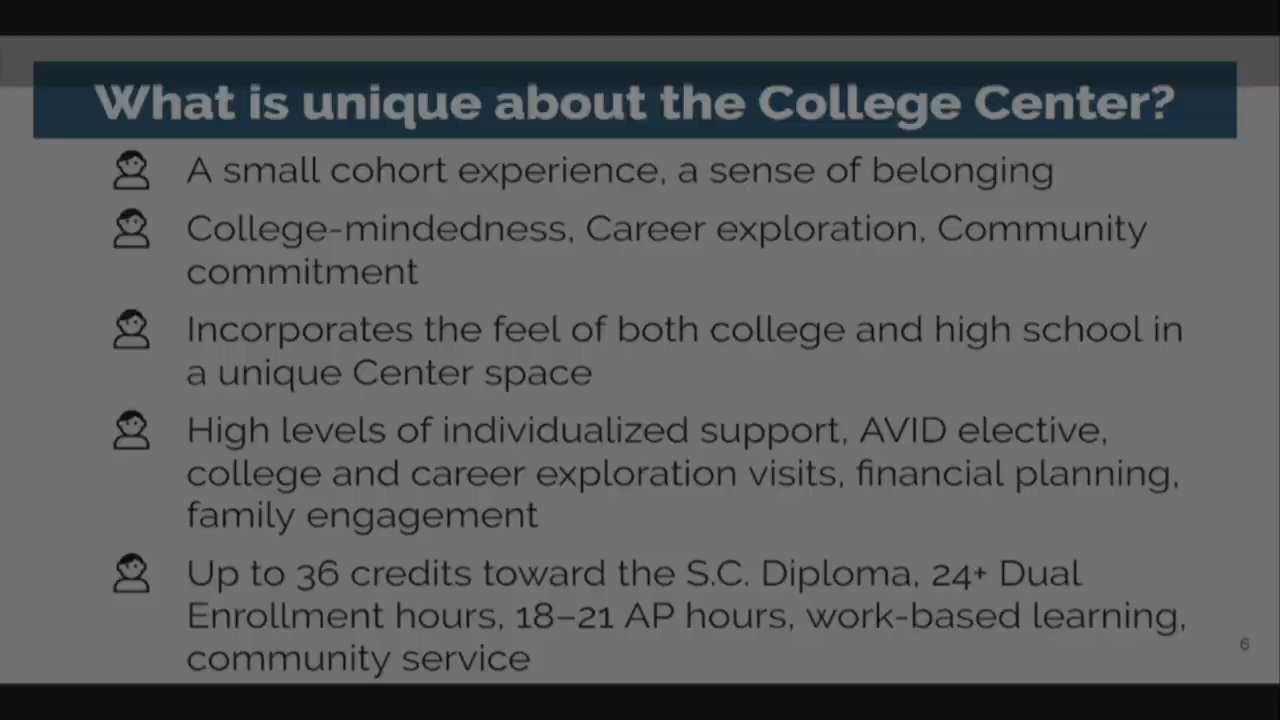 What is unique about the College Center?
A small cohort experience, a sense of belonging
College-mindedness, Career exploration, Community
commitment
Incorporates the feel of both college and high school in
a unique Center space
High levels of individualized support, AVID elective,
college and career exploration visits, financial planning,
family engagement
Up to 36 credits toward the S.C. Diploma, 24+ Dual
Enrollment hours, 18–21 AP hours, work-based learning,
community service
6